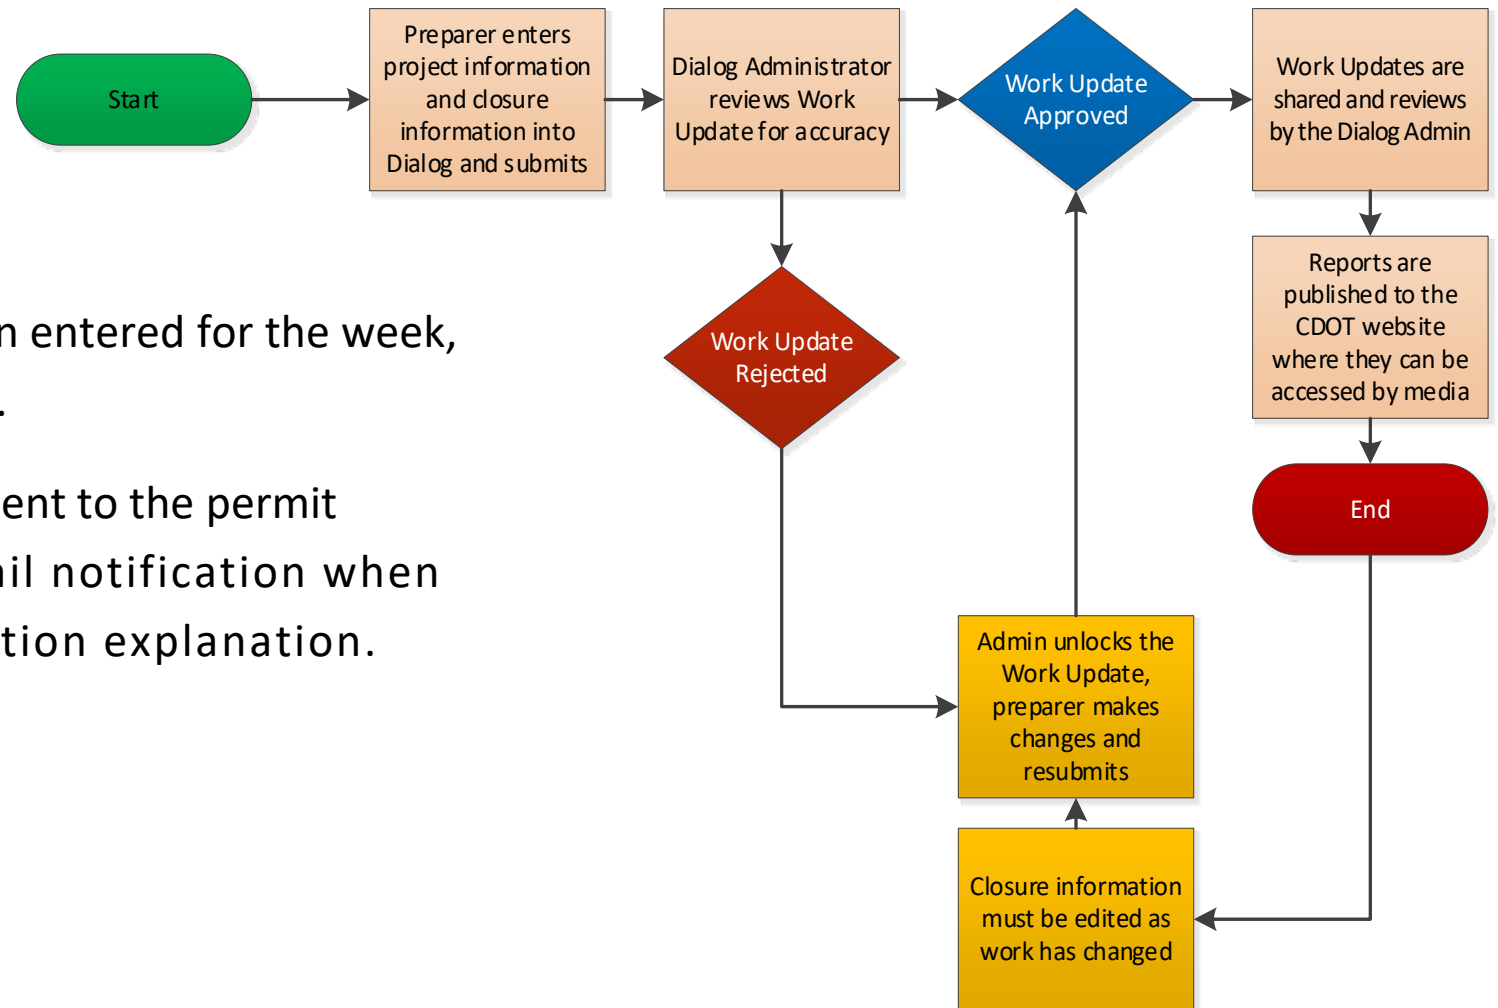 Start
Preparer enters
project information
and closure
information into
Dialog and submits
Dialog Administrator
reviews Work
Update for accuracy
Work Update
Approved
Work Updates are
shared and reviews
by the Dialog Admin
Reports are
published to the
CDOT website
where they can be
accessed by media
Work Update
Rejected
End
n entered for the week,
.
ent to the permit
ail notification when
tion explanation.
Admin unlocks the
Work Update,
preparer makes
changes and
resubmits
Closure information
must be edited as
work has changed